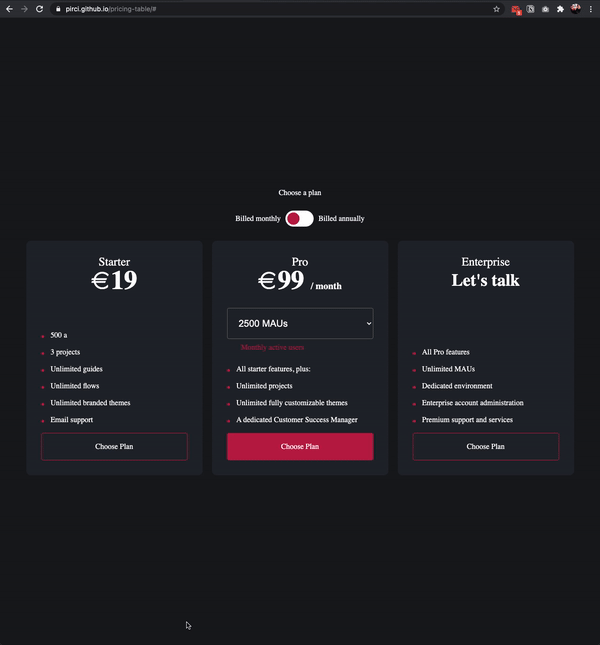 pirci.github.io/pricing-table/#
Choose a plan
Billed monthly Billed annually
Starter
€19
500 a
3 projects
Unlimited guides
Unlimited flows
Unlimited branded themes
Email support
Choose Plan
Pro
€99 / month
2500 MAUs
Monthly active users
All starter features, plus:
Unlimited projects
Unlimited fully customizable themes
A dedicated Customer Success Manager
Choose Plan
Enterprise
Let's talk
All Pro features
Unlimited MAUs
Dedicated environment
Enterprise account administration
Premium support and services
Choose Plan